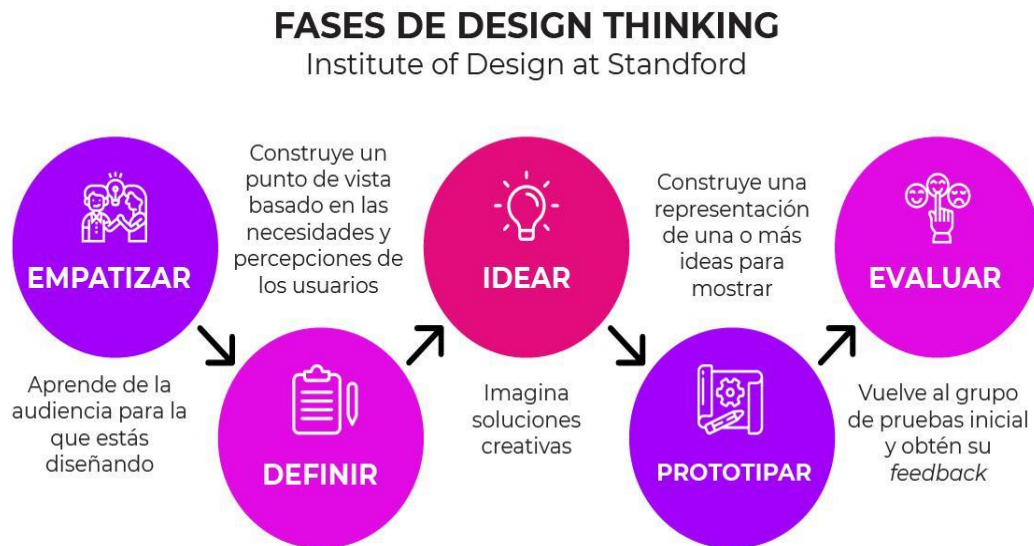 FASES DE DESIGN THINKING
Institute of Design at Standford
EMPATIZAR
Aprende de la
audiencia para la
que estás
diseñando
Construye un
punto de vista
basado en las
necesidades y
percepciones de
los usuarios
DEFINIR
IDEAR
Imagina
soluciones
creativas
Construye una
representación
de una o más
ideas para
mostrar
PROTOTIPAR
EVALUAR
Vuelve al grupo
de pruebas inicial
y obtén su
feedback